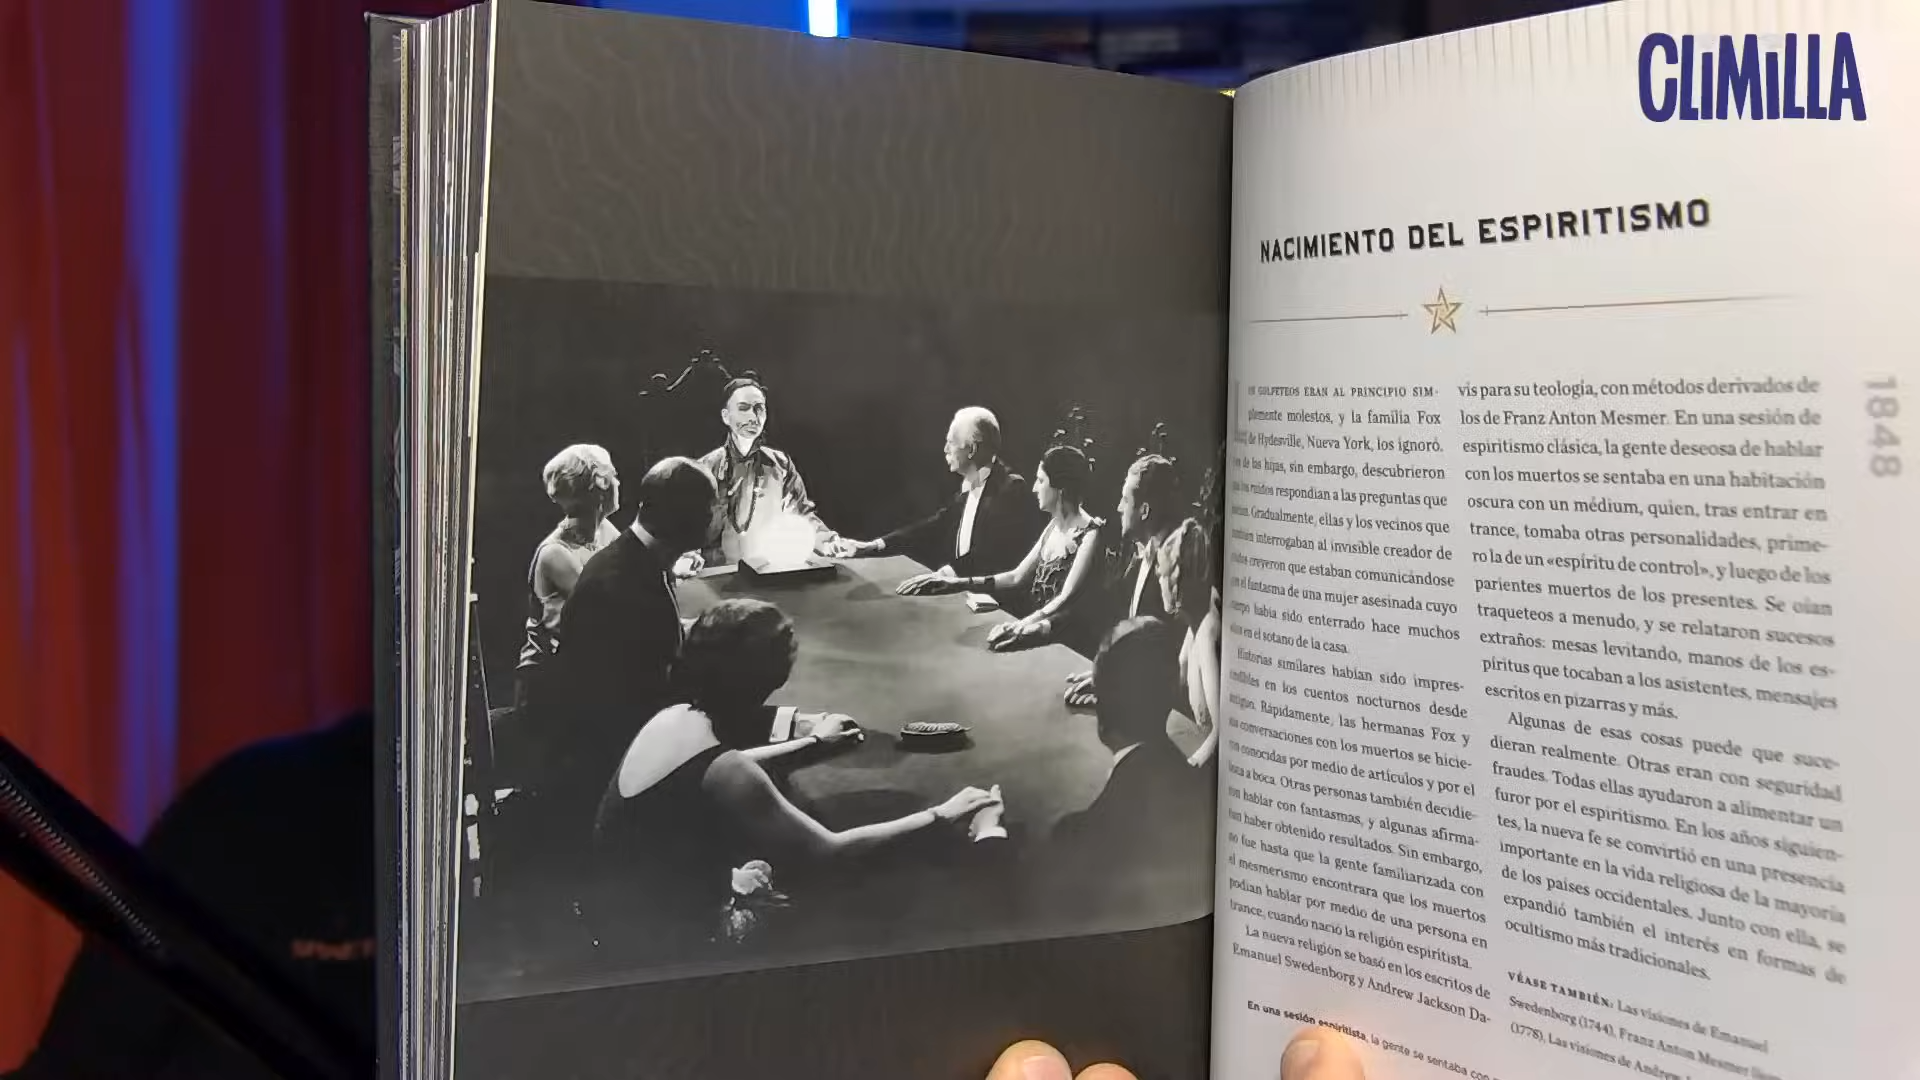 CLiMiLLA
NACIMIENTO DEL ESPIRITISMO
1848
GOLPETEOS ERAN AL PRINCIPIO SIM-
plemente molestos, y la familia Fox
de Hydesville, Nueva York, los ignoró.
de las hijas, sin embargo, descubrieron
ruidos respondían a las preguntas que
Gradualmente, ellas y los vecinos que
interrogaban al invisible creador de
creyeron que estaban comunicándose
el fantasma de una mujer asesinada cuyo
cuerpo había sido enterrado hace muchos
en el sotano de la casa.
Historias similares habían sido impres-
cindibles en los cuentos nocturnos desde
antiguo. Rápidamente, las hermanas Fox y
conversaciones con los muertos se hicie-
ron conocidas por medio de artículos y por el
boca a boca. Otras personas también decidie-
ron hablar con fantasmas, y algunas afirma-
ban haber obtenido resultados. Sin embargo,
no fue hasta que la gente familiarizada con
el mesmerismo encontrara que los muertos
podían hablar por medio de una persona en
trance, cuando nació la religión espiritista.
La nueva religión se basó en los escritos de
Emanuel Swedenborg y Andrew Jackson Da-
vis para su teología, con métodos derivados de
los de Franz Anton Mesmer. En una sesión de
espiritismo clásica, la gente deseosa de hablar
con los muertos se sentaba en una habitación
oscura con un médium, quien, tras entrar en
trance, tomaba otras personalidades, prime-
ro la de un «espíritu de control», y luego de los
parientes muertos de los presentes. Se oían
traqueteos a menudo, y se relataron sucesos
extraños: mesas levitando, manos de los es-
píritus que tocaban a los asistentes, mensajes
escritos en pizarras y más.
Algunas de esas cosas puede que suce-
dieran realmente. Otras eran con seguridad
fraudes. Todas ellas ayudaron a alimentar un
furor por el espiritismo. En los años siguien-
tes, la nueva fe se convirtió en una presencia
importante en la vida religiosa de la mayoría
de los países occidentales. Junto con ella, se
expandió también el interés en formas de
ocultismo más tradicionales.
VÉASE TAMBIÉN: Las visiones de Emanuel
Swedenborg (1744), Franz Anton Mesmer
(1778), Las visiones de Andrew
En una sesión espiritista, la gente se sentaba con